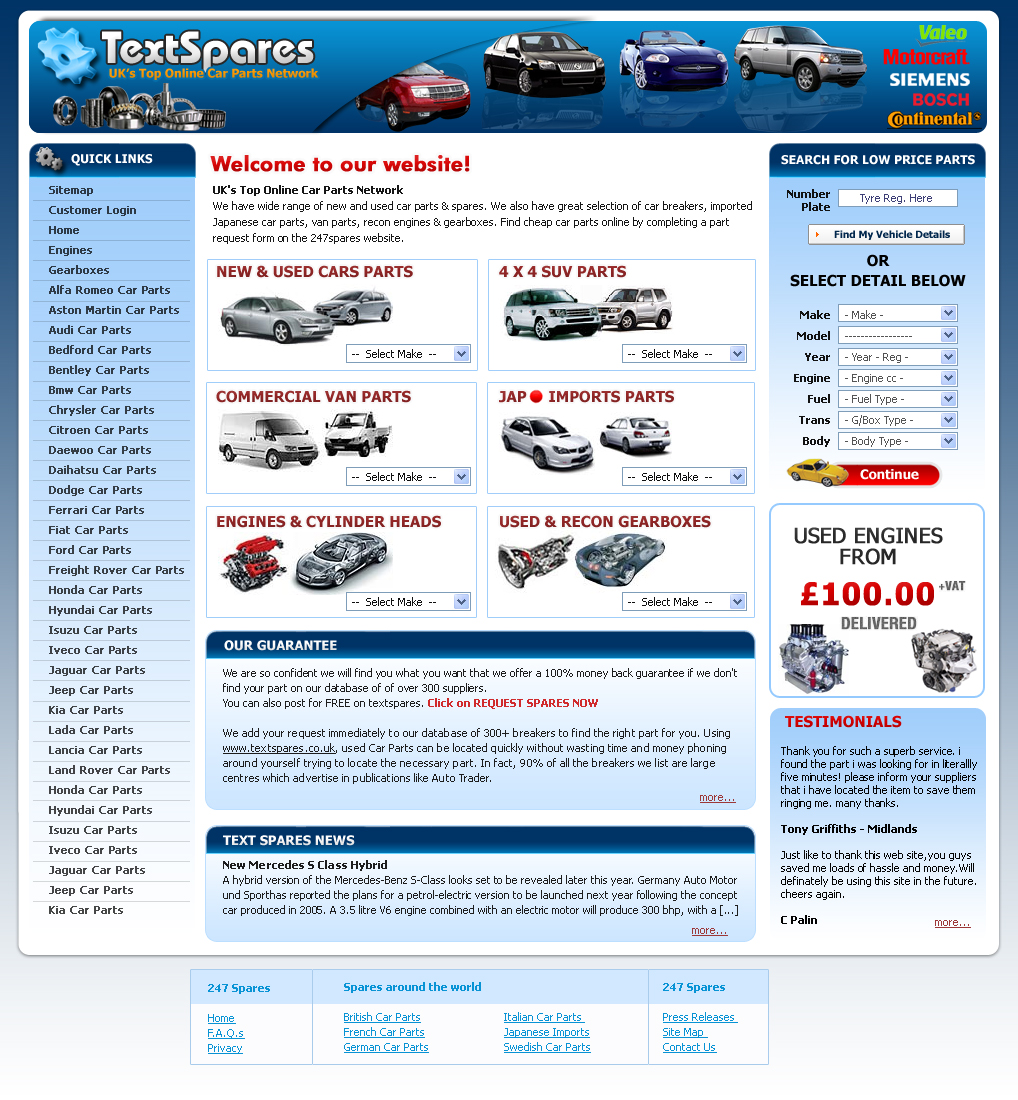 TextSpares
UK's Top Online Car Parts Network
Valeo
Motorcraft
SIEMENS
BOSCH
Continental
QUICK LINKS
Sitemap
Customer Login
Home
Engines
Gearboxes
Alfa Romeo Car Parts
Aston Martin Car Parts
Audi Car Parts
Bedford Car Parts
Bentley Car Parts
Bmw Car Parts
Chrysler Car Parts
Citroen Car Parts
Daewoo Car Parts
Daihatsu Car Parts
Dodge Car Parts
Ferrari Car Parts
Fiat Car Parts
Ford Car Parts
Freight Rover Car Parts
Honda Car Parts
Hyundai Car Parts
Isuzu Car Parts
Iveco Car Parts
Jaguar Car Parts
Jeep Car Parts
Kia Car Parts
Lada Car Parts
Lancia Car Parts
Land Rover Car Parts
Honda Car Parts
Hyundai Car Parts
Isuzu Car Parts
Iveco Car Parts
Jaguar Car Parts
Jeep Car Parts
Kia Car Parts
Welcome to our website!
UK's Top Online Car Parts Network
We have wide range of new and used car parts & spares. We also have great selection of car breakers, imported
Japanese car parts, van parts, recon engines & gearboxes. Find cheap car parts online by completing a part
request form on the 247spares website.
NEW & USED CARS PARTS
-- Select Make --
4 X 4 SUV PARTS
-- Select Make --
COMMERCIAL VAN PARTS
-- Select Make --
JAP IMPORTS PARTS
-- Select Make --
ENGINES & CYLINDER HEADS
-- Select Make --
USED & RECON GEARBOXES
-- Select Make --
OUR GUARANTEE
We are so confident we will find you what you want that we offer a 100% money back guarantee if we don't
find your part on our database of of over 300 suppliers.
You can also post for FREE on textspares. Click on REQUEST SPARES NOW
We add your request immediately to our database of 300+ breakers to find the right part for you. Using
www.textspares.co.uk, used Car Parts can be located quickly without wasting time and money phoning
around yourself trying to locate the necessary part. In fact, 90% of all the breakers we list are large
centres which advertise in publications like Auto Trader.
more...
TEXT SPARES NEWS
New Mercedes S Class Hybrid
A hybrid version of the Mercedes-Benz S-Class looks set to be revealed later this year. Germany Auto Motor
und Sporthas reported the plans for a petrol-electric version to be launched next year following the concept
car produced in 2005. A 3.5 litre V6 engine combined with an electric motor will produce 300 bhp, with a [...]
more...
SEARCH FOR LOW PRICE PARTS
Number
Plate
Tyre Reg. Here
Find My Vehicle Details
OR
SELECT DETAIL BELOW
Make - Make -
Model -----------------
Year - Year - Reg -
Engine - Engine cc -
Fuel - Fuel Type -
Trans - G/Box Type -
Body - Body Type -
Continue
USED ENGINES
FROM
£100.00 +VAT
DELIVERED
TESTIMONIALS
Thank you for such a superb service. i
found the part i was looking for in literallly
five minutes! please inform your suppliers
that i have located the item to save them
ringing me. many thanks.
Tony Griffiths - Midlands
Just like to thank this web site,you guys
saved me loads of hassle and money.Will
definately be using this site in the future.
cheers again.
C Palin
more...
247 Spares
Home
F.A.Q.s
Privacy
Spares around the world
British Car Parts
French Car Parts
German Car Parts
Italian Car Parts
Japanese Imports
Swedish Car Parts
247 Spares
Press Releases
Site Map
Contact Us